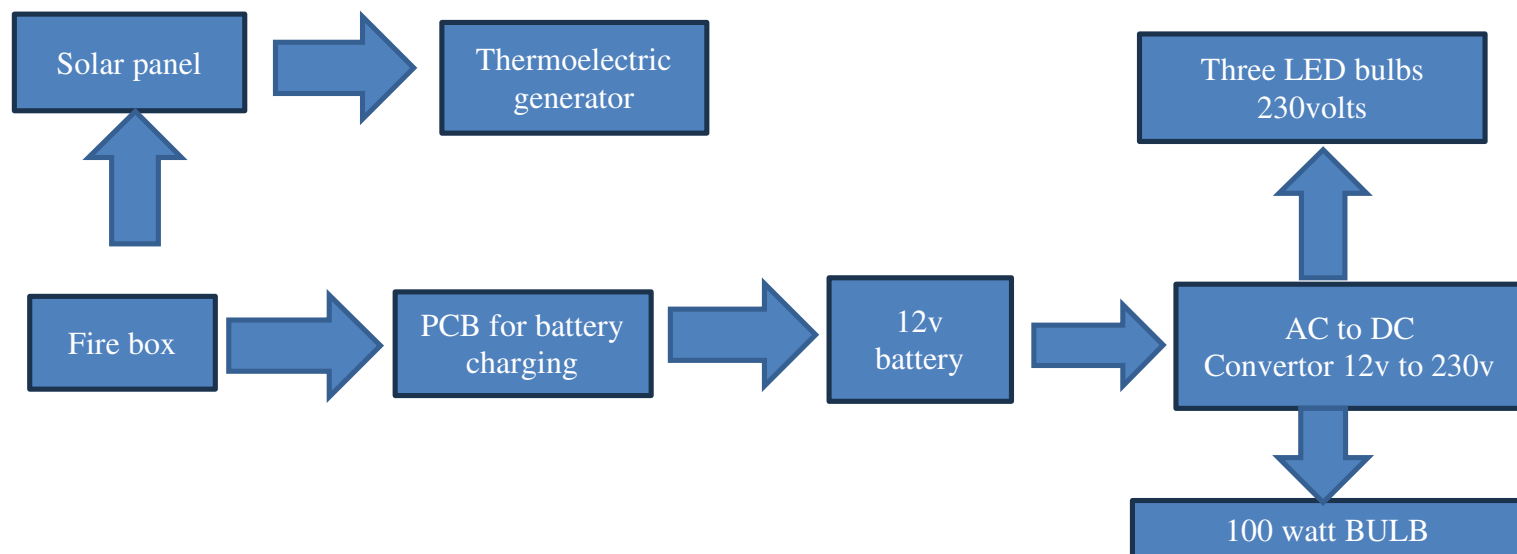 Solar panel
Thermoelectric
generator
Three LED bulbs
230volts
Fire box
PCB for battery
charging
12v
battery
AC to DC
Convertor 12v to 230v
100 watt BULB